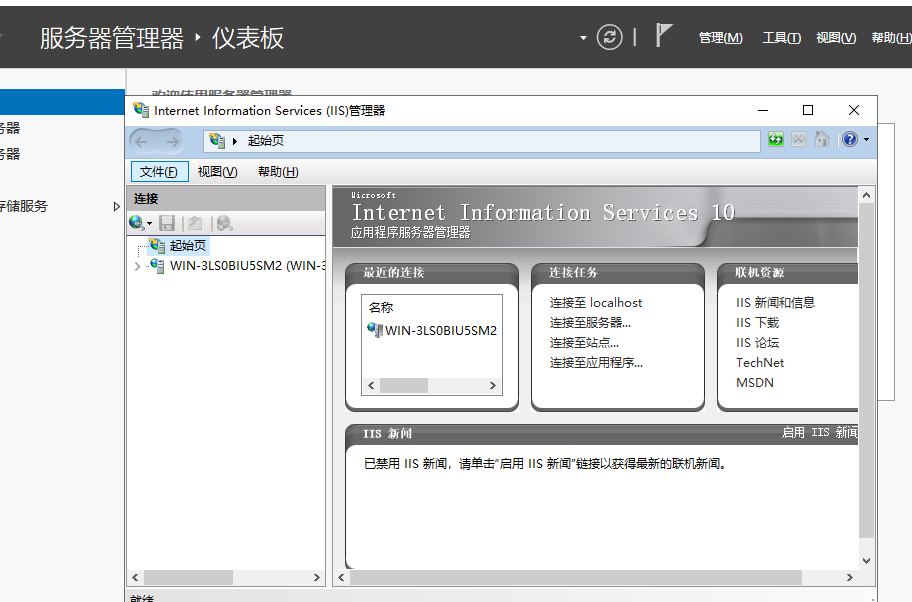 服务器管理器 · 仪表板
管理(M) 工具(T) 视图(V) 帮助(H)
Internet Information Services (IIS)管理器
起始页
文件(F) 视图(V) 帮助(H)
务器
务器
存储服务
连接
起始页
WIN-3LS0BIU5SM2 (WIN-3
Microsoft
Internet Information Services 10
应用程序服务器管理器
最近的连接
名称
WIN-3LS0BIU5SM2
连接任务
连接至 localhost
连接至服务器...
连接至站点...
连接至应用程序...
联机资源
IIS 新闻和信息
IIS 下载
IIS 论坛
TechNet
MSDN
IIS 新闻
启用 IIS 新闻
已禁用 IIS 新闻，请单击“启用 IIS 新闻”链接以获得最新的联机新闻。
就绪